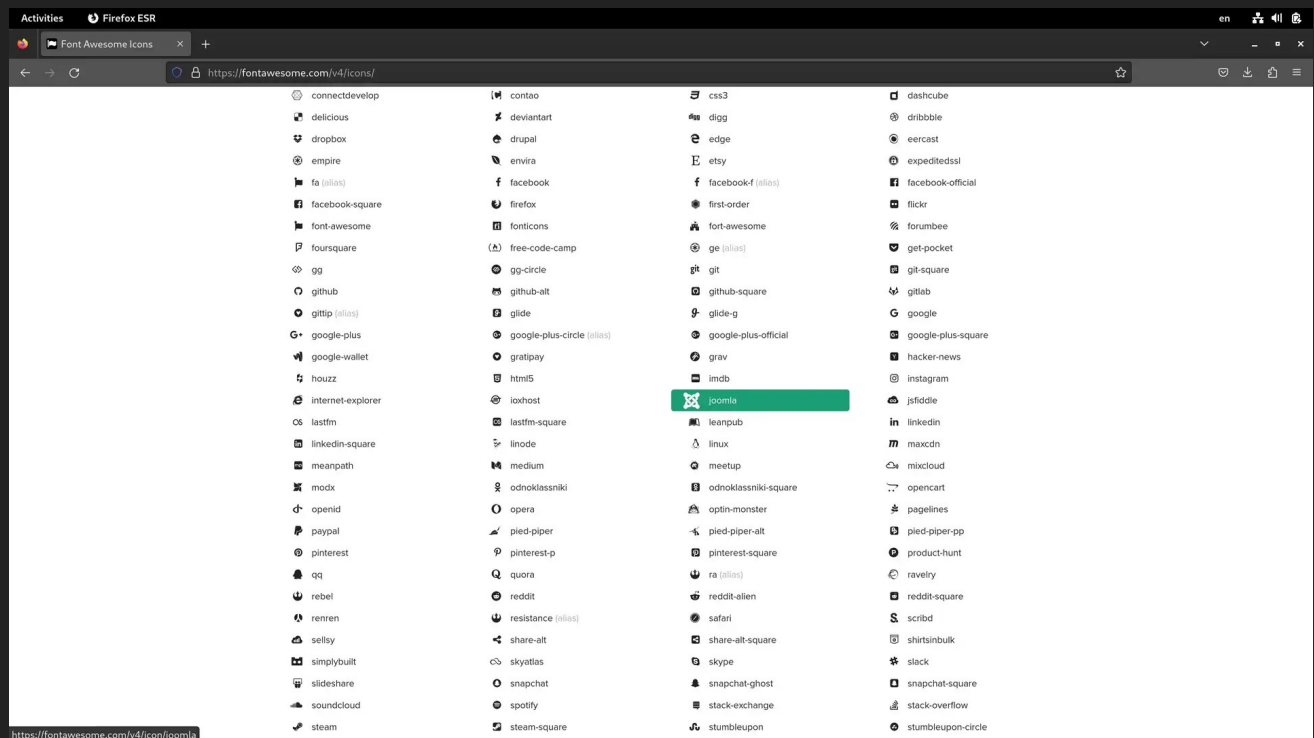 Activities Firefox ESR en
Font Awesome Icons
https://fontawesome.com/v4/icons/
connectdevelop contao css3 dashcube
delicious deviantart digg dribbble
dropbox drupal edge eercast
empire envira etsy expeditedssl
fa (alias) facebook facebook-f (alias) facebook-official
facebook-square firefox first-order flickr
font-awesome fonticons fort-awesome forumbee
foursquare free-code-camp ge (alias) get-pocket
gg gg-circle git git-square
github github-alt github-square gitlab
gittip (alias) glide glide-g google
google-plus google-plus-circle (alias) google-plus-official google-plus-square
google-wallet gratipay grav hacker-news
houzz html5 imdb instagram
internet-explorer ioxhost joomla jsfiddle
lastfm lastfm-square leanpub linkedin
linkedin-square linode linux maxcdn
meanpath medium meetup mixcloud
modx odnoklassniki odnoklassniki-square opencart
openid opera optin-monster pagelines
paypal pied-piper pied-piper-alt pied-piper-pp
pinterest pinterest-p pinterest-square product-hunt
qq quora ra (alias) ravelry
rebel reddit reddit-alien reddit-square
renren resistance (alias) safari scribd
sellsy share-alt share-alt-square shirtsinbulk
simplybuilt skyatlas skype slack
slideshare snapchat snapchat-ghost snapchat-square
soundcloud spotify stack-exchange stack-overflow
steam steam-square stumbleupon stumbleupon-circle
https://fontawesome.com/v4/icon/joomla